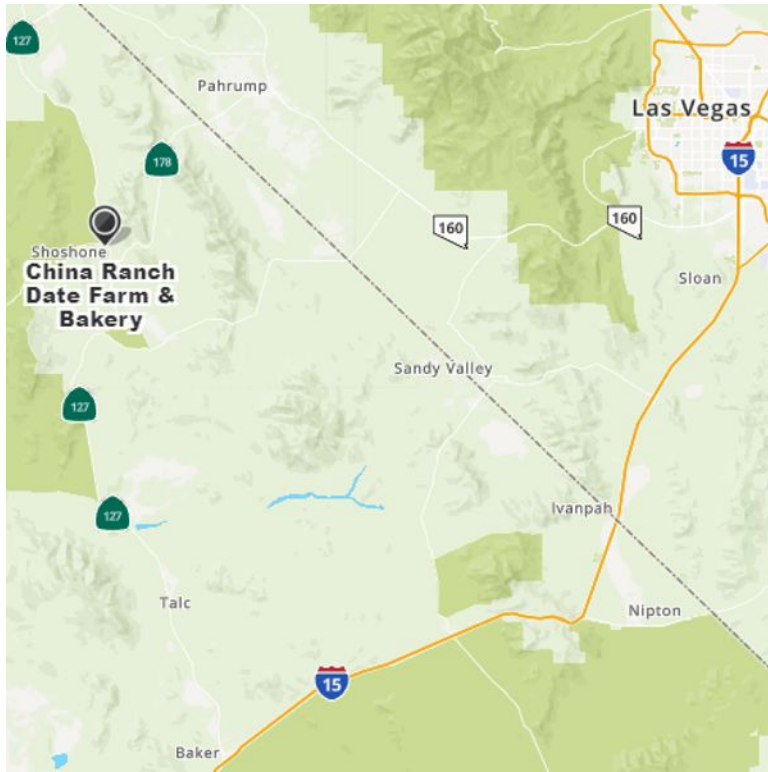 127
Pahrump
Las Vegas
15
178
160
160
Shoshone
China Ranch
Date Farm &
Bakery
Sloan
Sandy Valley
127
127
Ivanpah
Talc
Nipton
15
Baker